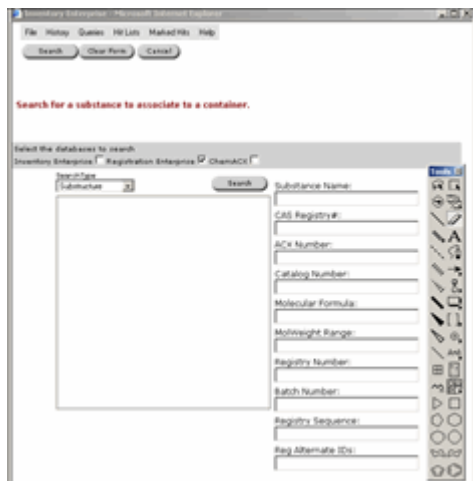 Inventory Enterprise - Microsoft Internet Explorer
File History Queries Hit Lists Marked Hits Help
Search Clear Form Cancel
Search for a substance to associate to a container.
Select the databases to search
Inventory Enterprise Registration Enterprise ChemACX
Search Type
Substructure
Search
Substance Name:
CAS Registry#:
ACX Number:
Catalog Number:
Molecular Formula:
MolWeight Range:
Registry Number:
Batch Number:
Registry Sequence:
Reg Alternate IDs:
Tools
A